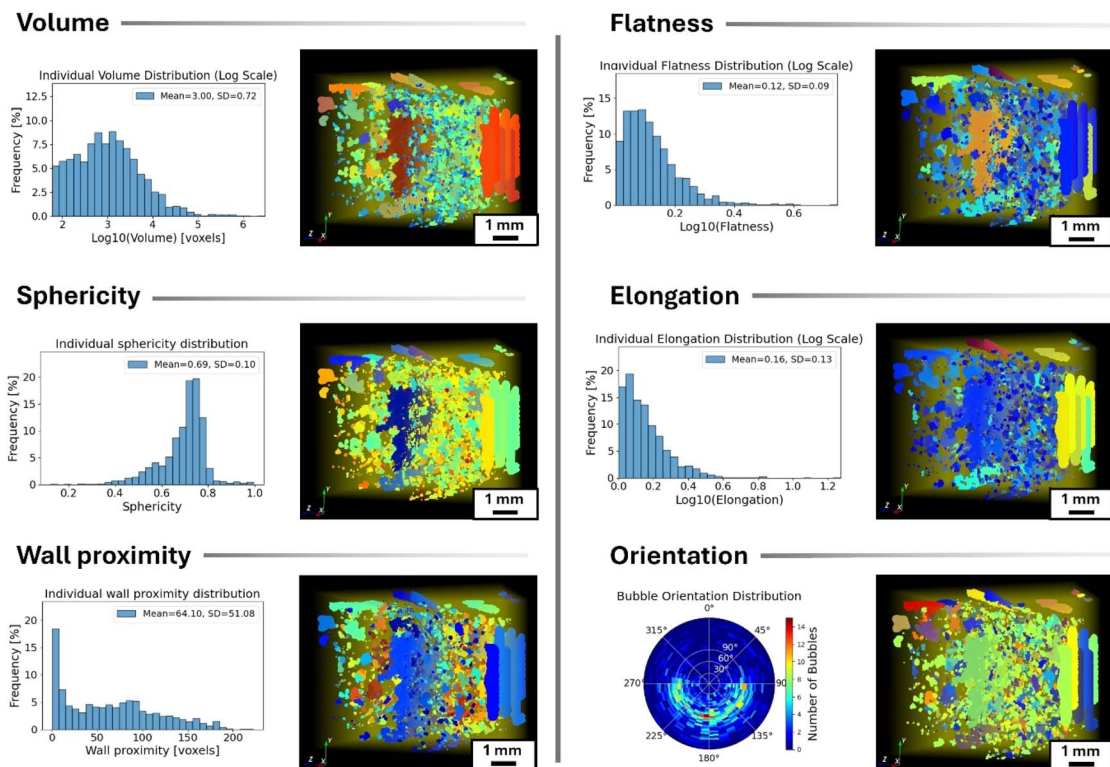 Volume
Individual Volume Distribution (Log Scale)
Mean=3.00, SD=0.72
Frequency [%]
12.5
10.0
7.5
5.0
2.5
0.0
2 3 4 5 6
Log10(Volume) [voxels]
Y
Z X
1 mm
Flatness
Individual Flatness Distribution (Log Scale)
Mean=0.12, SD=0.09
Frequency [%]
15
10
5
0
0.2 0.4 0.6
Log10(Flatness)
Y
Z X
1 mm
Sphericity
Individual sphericity distribution
Mean=0.69, SD=0.10
Frequency [%]
20
15
10
5
0
0.2 0.4 0.6 0.8 1.0
Sphericity
Y
Z X
1 mm
Elongation
Individual Elongation Distribution (Log Scale)
Mean=0.16, SD=0.13
Frequency [%]
20
15
10
5
0
0.0 0.2 0.4 0.6 0.8 1.0 1.2
Log10(Elongation)
Y
Z X
1 mm
Wall proximity
Individual wall proximity distribution
Mean=64.10, SD=51.08
Frequency [%]
20
15
10
5
0
0 50 100 150 200
Wall proximity [voxels]
Y
Z X
1 mm
Orientation
Bubble Orientation Distribution
0°
315° 45°
90°
60°
30°
270° 90
225° 135°
180°
14
12
10
8
6
4
2
0
Number of Bubbles
Y
Z X
1 mm